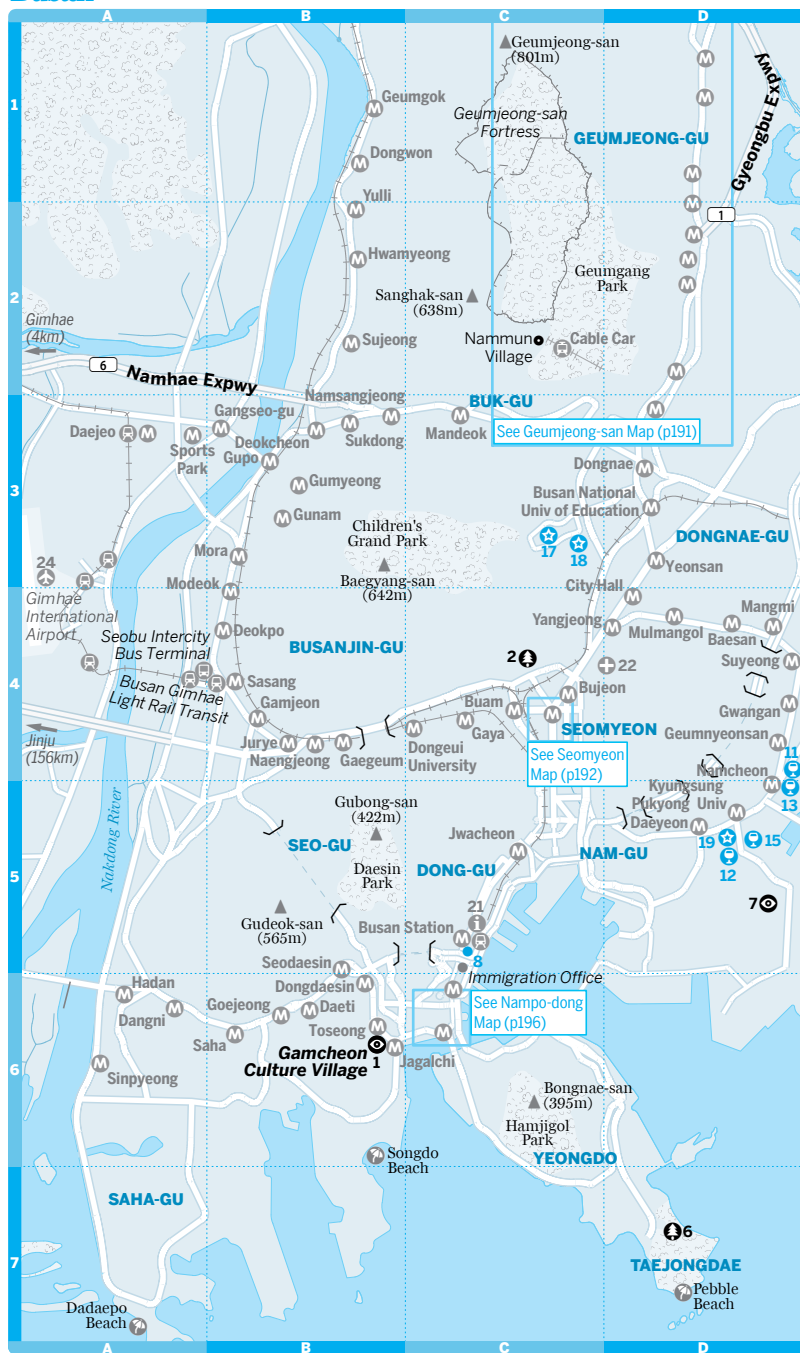 A
B
C
D
Geumjeong-san
(801m)
1
Geumgok
Geumjeong-san
Fortress
GEUMJEONG-GU
Gyeongbu Expwy
Dongwon
Yulli
1
Hwamyeong
Geumgang
Park
2
Sanghak-san
(638m)
Gimhae
(4km)
Sujeong
Nammun
Village
Cable Car
6
Namhae Expwy
Namsangjeong
BUK-GU
Gangseo-gu
Daejeo
Sports
Park
Deokcheon
Sukdong
Mandeok
See Geumjeong-san Map (p191)
Gupo
Dongnae
3
Gumyeong
Busan National
Univ of Education
Gunam
Children's
Grand Park
DONGNAE-GU
17
18
Mora
24
Yeonsan
Baegyang-san
(642m)
City Hall
Modeok
Gimhae
International
Airport
Mangmi
Seobu Intercity
Bus Terminal
Deokpo
Yangjeong
Mulmangol
Baesan
BUSANJIN-GU
2
22
Suyeong
4
Busan Gimhae
Light Rail Transit
Sasang
Bujeon
Gamjeon
Buam
Gwangan
Jinju
(156km)
Jurye
Naengjeong
Gaegeum
Dongeui
University
Gaya
SEOMYEON
Geumnyeonsan
See Seomyeon
Map (p192)
11
Namcheon
13
Nakdong River
Gubong-san
(422m)
Kyungsung
Pukyong Univ
Daeyeon
SEO-GU
Jwacheon
NAM-GU
19
15
12
5
Daesin
Park
DONG-GU
7
Gudeok-san
(565m)
21
Busan Station
8
Seodaesin
Immigration Office
Hadan
Dongdaesin
Dangni
Goejeong
Daeti
See Nampo-dong
Map (p196)
Saha
Toseong
Gamcheon
Culture Village
1
Jagalchi
6
Sinpyeong
Bongnae-san
(395m)
Hamjigol
Park
Songdo
Beach
YEONGDO
SAHA-GU
6
7
TAEJONGDAE
Pebble
Beach
Dadaepo
Beach
A
B
C
D